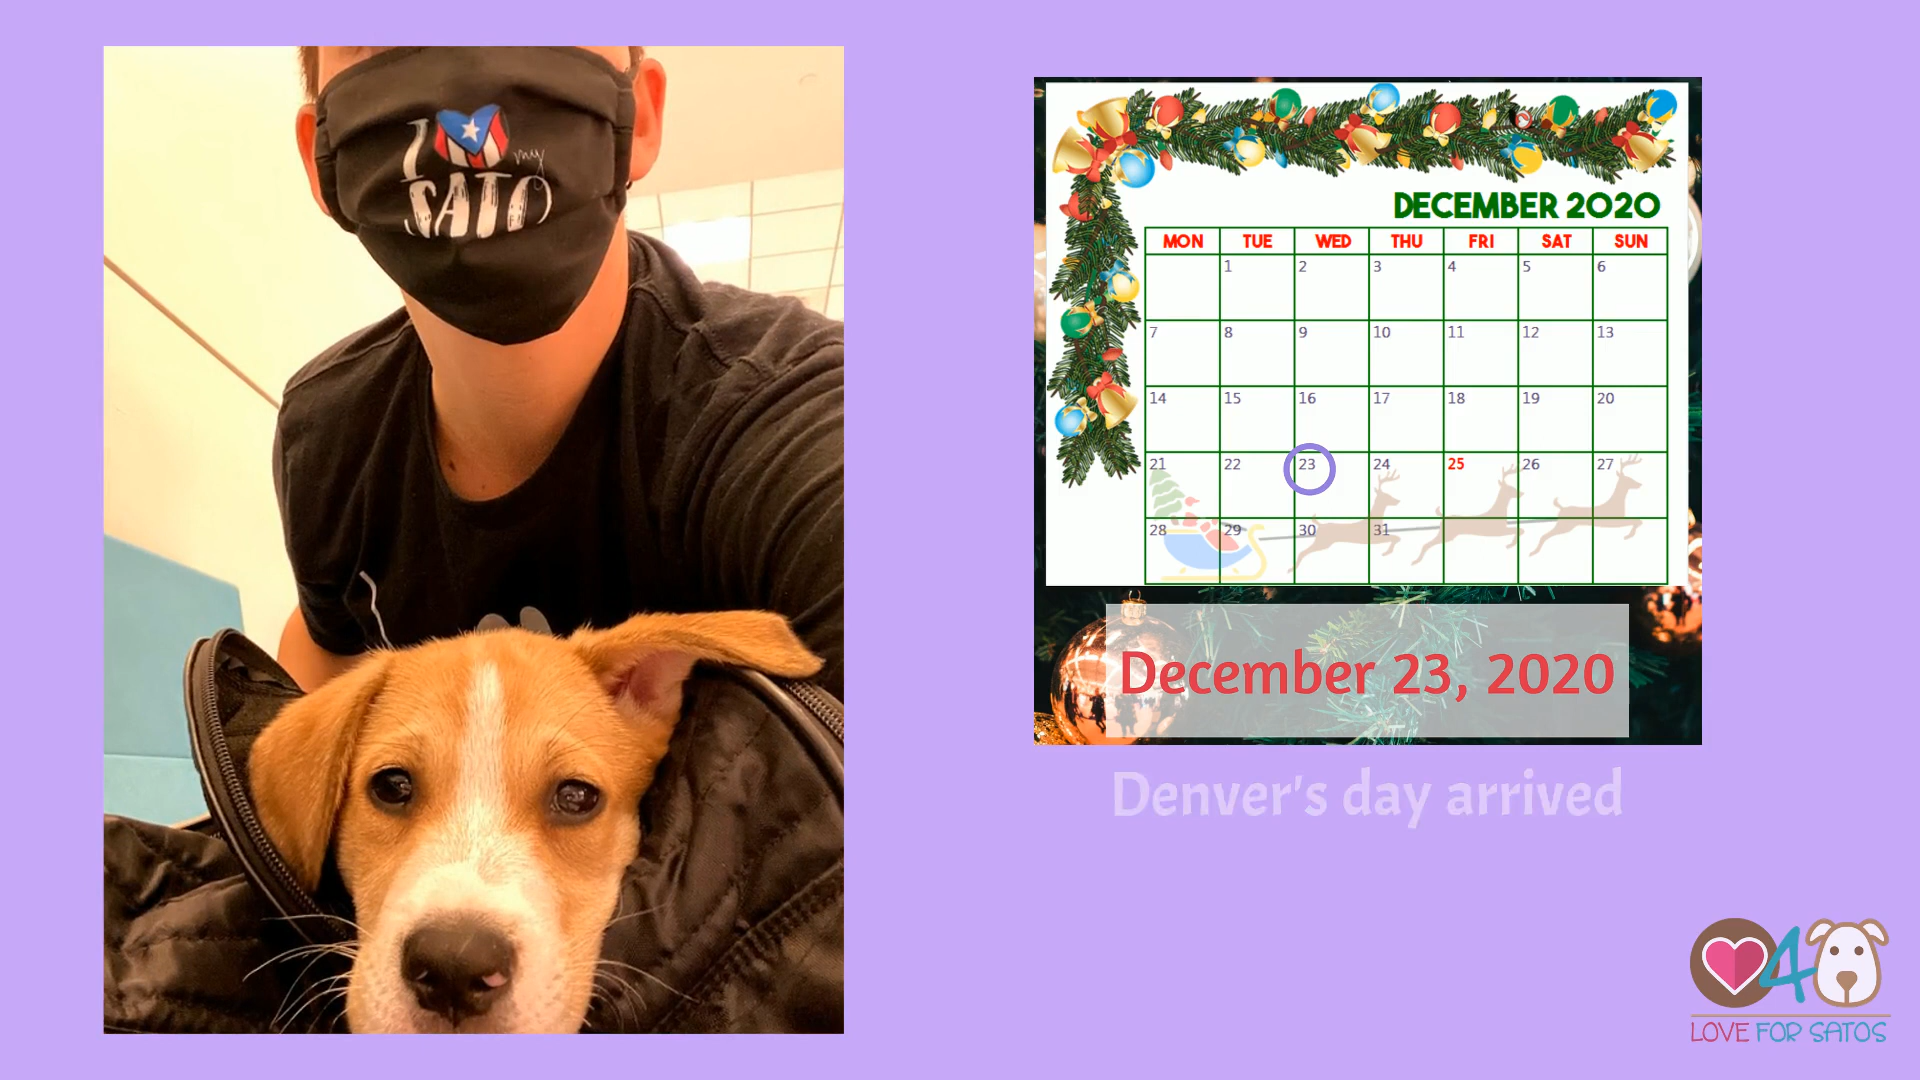 I my
SATO
DECEMBER 2020
MON TUE WED THU FRI SAT SUN
1 2 3 4 5 6
7 8 9 10 11 12 13
14 15 16 17 18 19 20
21 22 23 24 25 26 27
28 29 30 31
December 23, 2020
Denver's day arrived
4
LOVE FOR SATOS